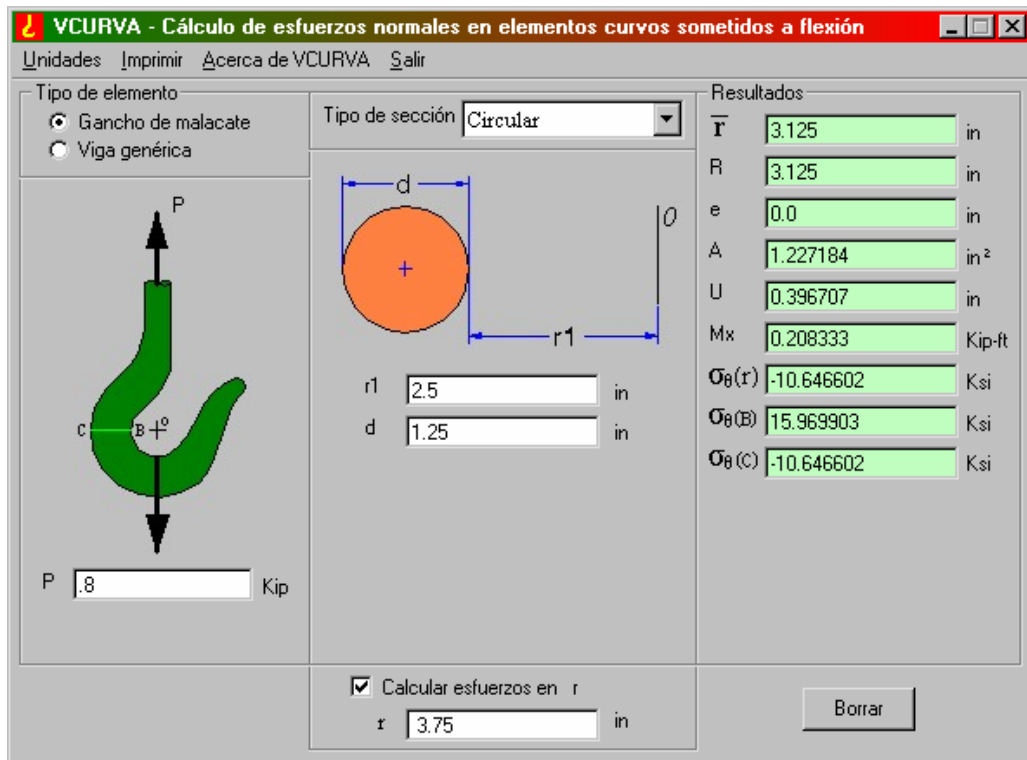 VCURVA - Cálculo de esfuerzos normales en elementos curvos sometidos a flexión
Unidades Imprimir Acerca de VCURVA Salir
Tipo de elemento
Gancho de malacate
Viga genérica
P
C
B
o
P .8 Kip
Tipo de sección Circular
d
O
r1
r1 2.5 in
d 1.25 in
Calcular esfuerzos en r
r 3.75 in
Resultados
r̅ 3.125 in
R 3.125 in
e 0.0 in
A 1.227184 in²
U 0.396707 in
Mx 0.208333 Kip-ft
σθ(r) -10.646602 Ksi
σθ(B) 15.969903 Ksi
σθ(C) -10.646602 Ksi
Borrar